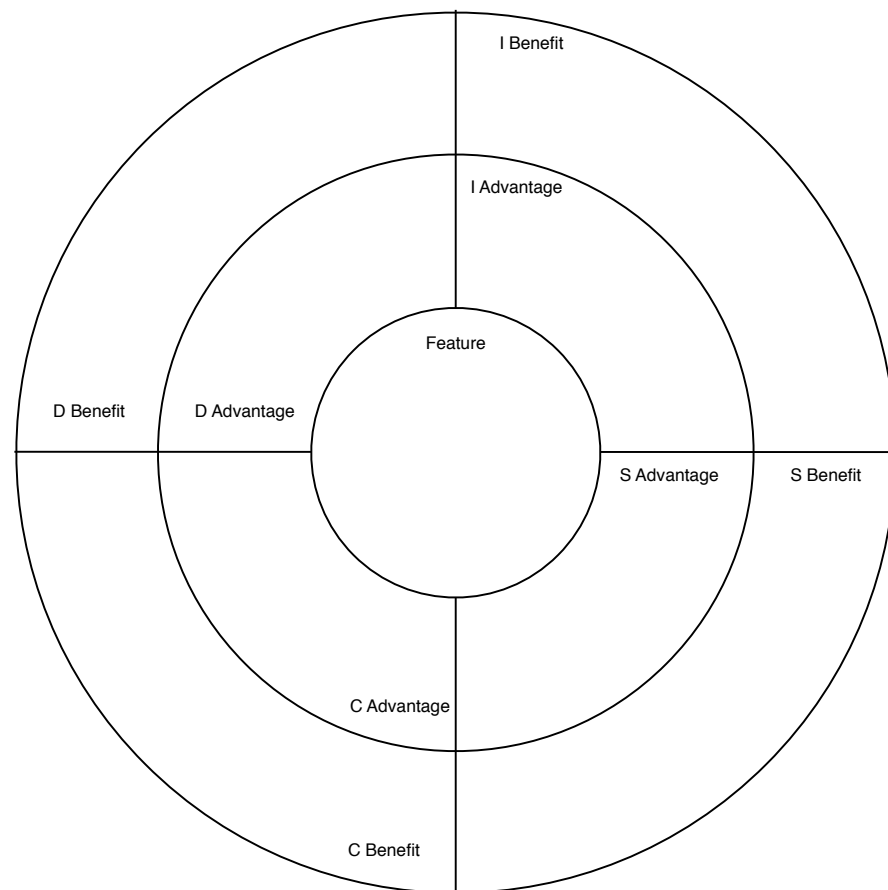 I Benefit
I Advantage
Feature
D Benefit
D Advantage
S Advantage
S Benefit
C Advantage
C Benefit